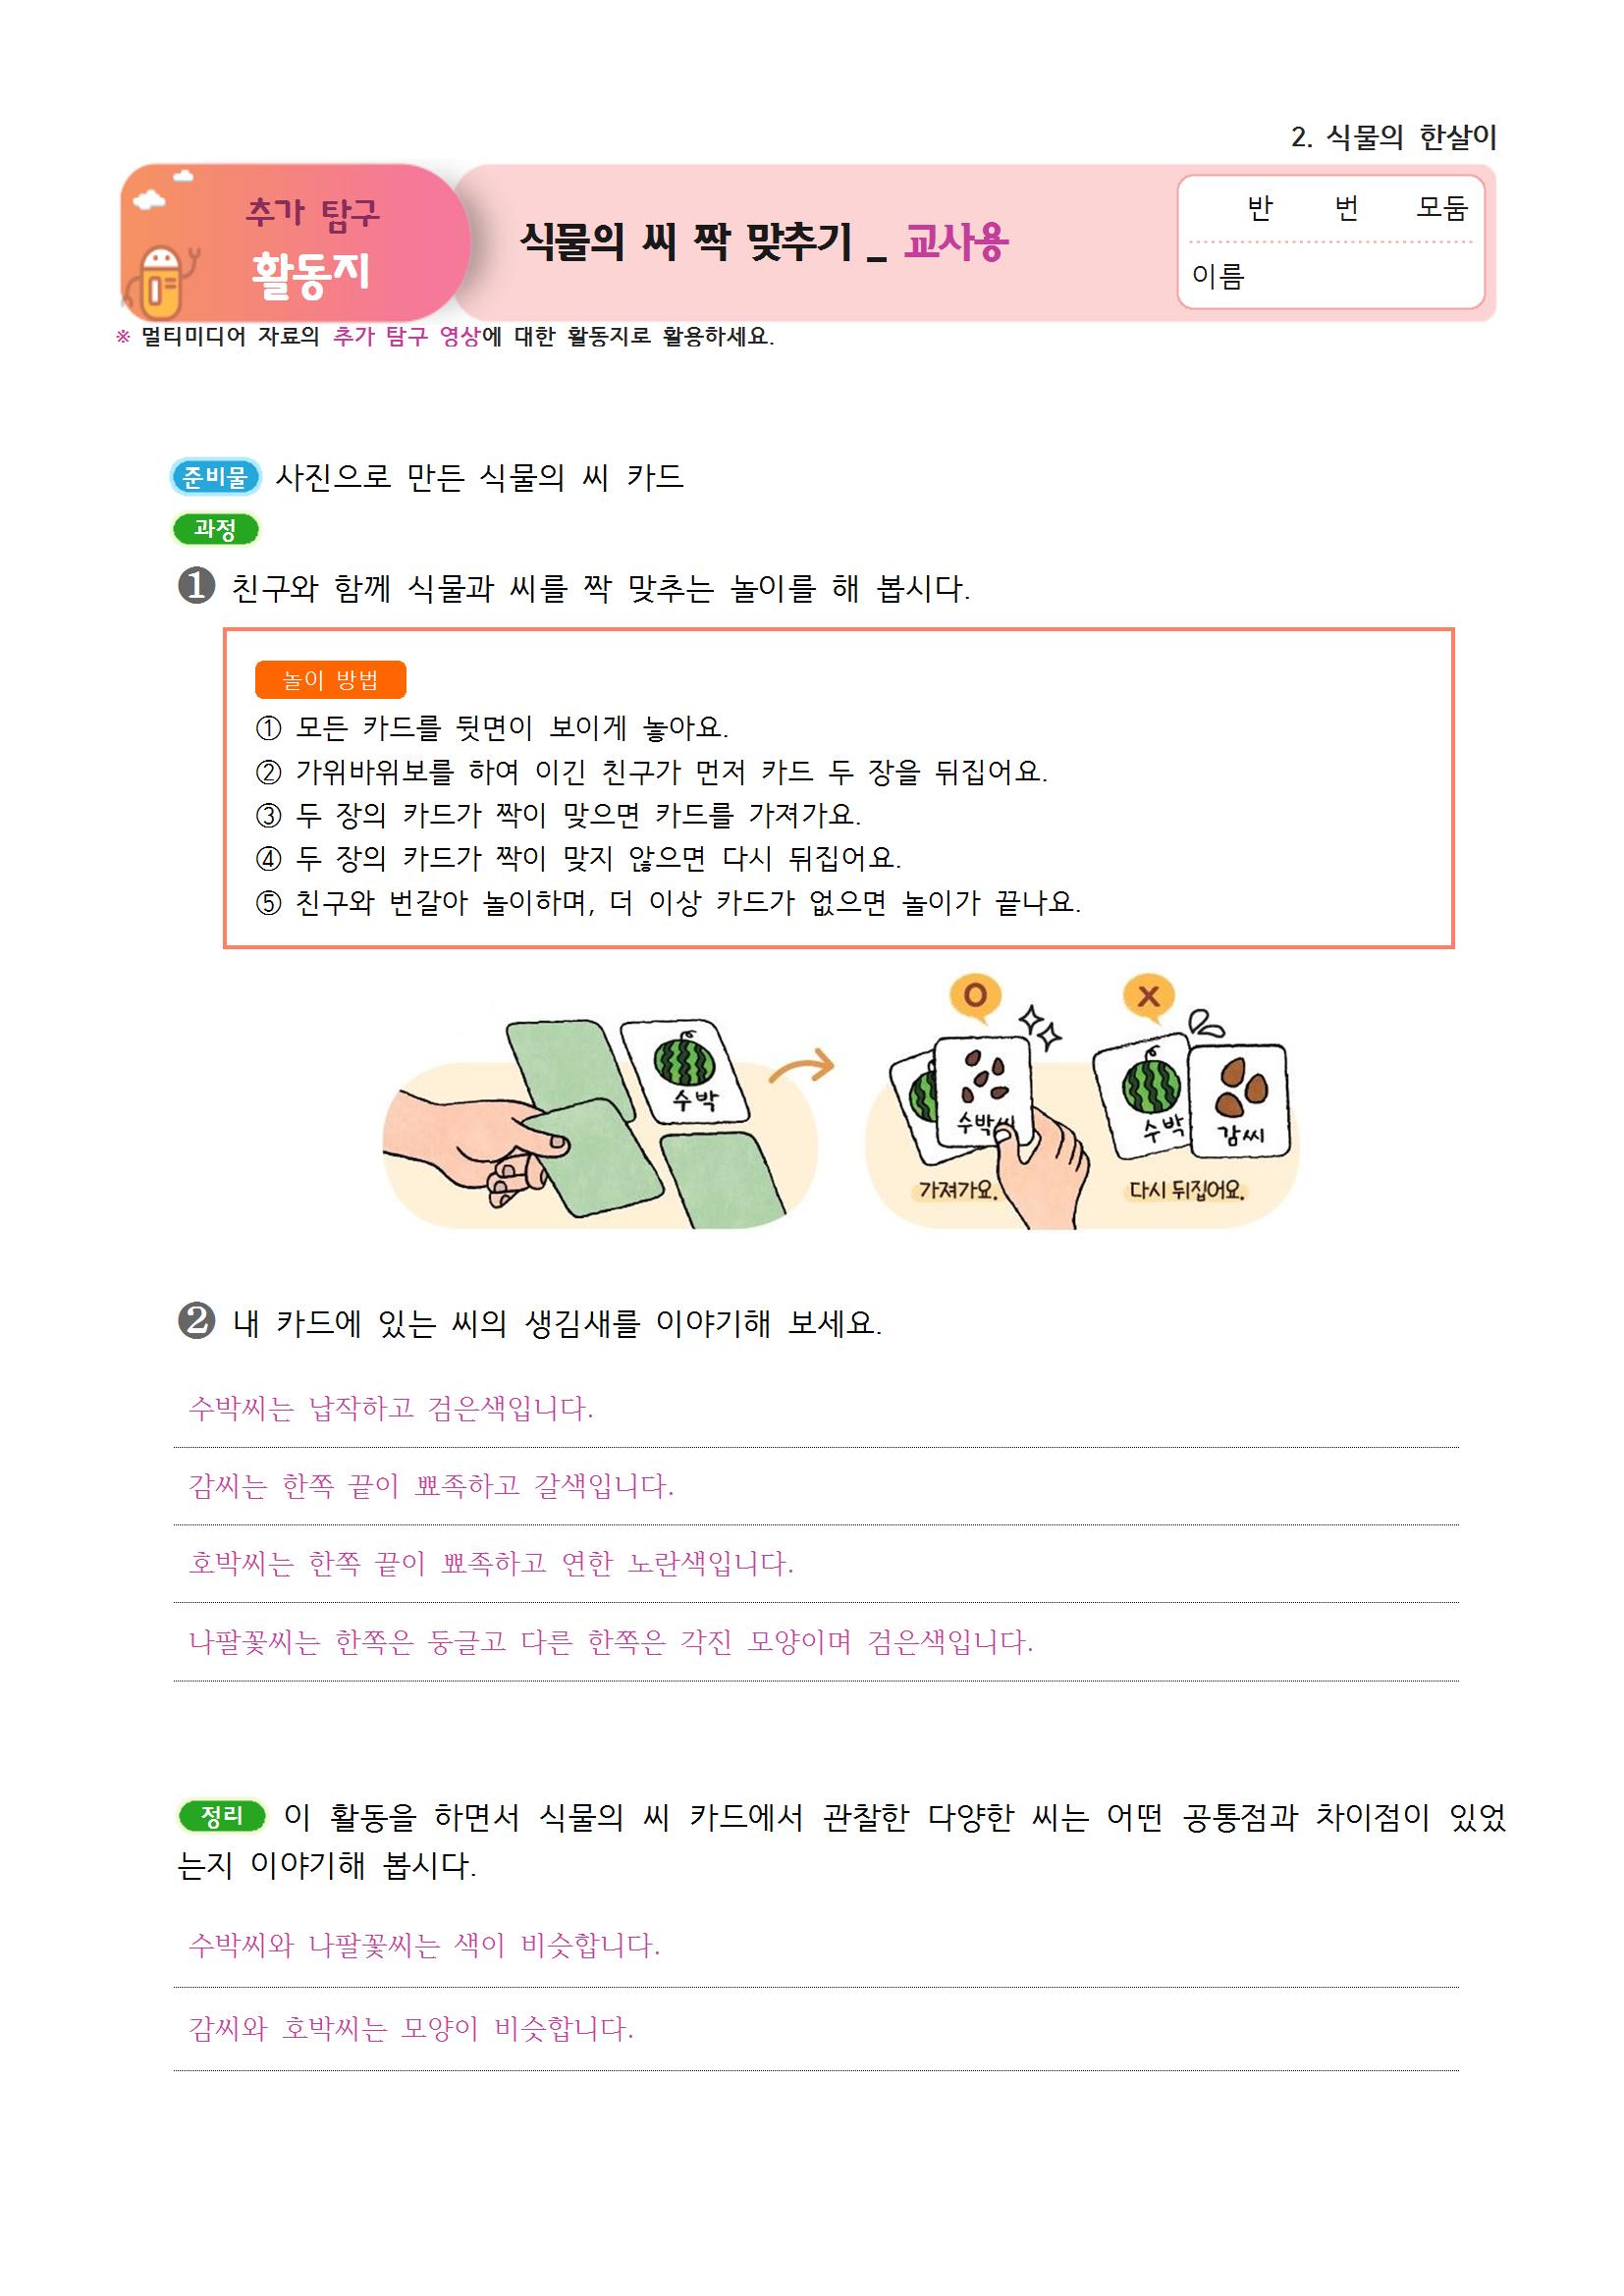 2. 식물의 한살이
추가 탐구
활동지
식물의 씨 짝 맞추기 _ 교사용
반 번 모둠
이름
※ 멀티미디어 자료의 추가 탐구 영상에 대한 활동지로 활용하세요.
준비물 사진으로 만든 식물의 씨 카드
과정
❶ 친구와 함께 식물과 씨를 짝 맞추는 놀이를 해 봅시다.
놀이 방법
① 모든 카드를 뒷면이 보이게 놓아요.
② 가위바위보를 하여 이긴 친구가 먼저 카드 두 장을 뒤집어요.
③ 두 장의 카드가 짝이 맞으면 카드를 가져가요.
④ 두 장의 카드가 짝이 맞지 않으면 다시 뒤집어요.
⑤ 친구와 번갈아 놀이하며, 더 이상 카드가 없으면 놀이가 끝나요.
O X
수박
수박씨
수박
감씨
가져가요.
다시 뒤집어요.
❷ 내 카드에 있는 씨의 생김새를 이야기해 보세요.
수박씨는 납작하고 검은색입니다.
감씨는 한쪽 끝이 뾰족하고 갈색입니다.
호박씨는 한쪽 끝이 뾰족하고 연한 노란색입니다.
나팔꽃씨는 한쪽은 둥글고 다른 한쪽은 각진 모양이며 검은색입니다.
정리 이 활동을 하면서 식물의 씨 카드에서 관찰한 다양한 씨는 어떤 공통점과 차이점이 있었
는지 이야기해 봅시다.
수박씨와 나팔꽃씨는 색이 비슷합니다.
감씨와 호박씨는 모양이 비슷합니다.